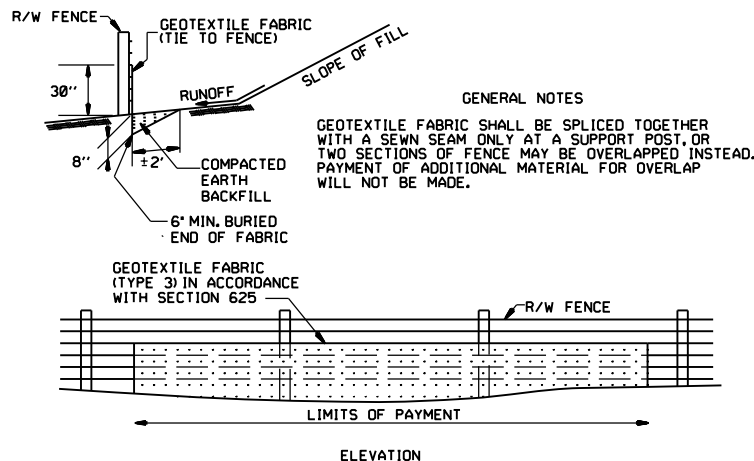 R/W FENCE
GEOTEXTILE FABRIC
(TIE TO FENCE)
30"
RUNOFF
SLOPE OF FILL
8"
±2'
COMPACTED
EARTH
BACKFILL
6" MIN. BURIED
END OF FABRIC
GENERAL NOTES
GEOTEXTILE FABRIC SHALL BE SPLICED TOGETHER
WITH A SEWN SEAM ONLY AT A SUPPORT POST, OR
TWO SECTIONS OF FENCE MAY BE OVERLAPPED INSTEAD.
PAYMENT OF ADDITIONAL MATERIAL FOR OVERLAP
WILL NOT BE MADE.
GEOTEXTILE FABRIC
(TYPE 3) IN ACCORDANCE
WITH SECTION 625
R/W FENCE
LIMITS OF PAYMENT
ELEVATION